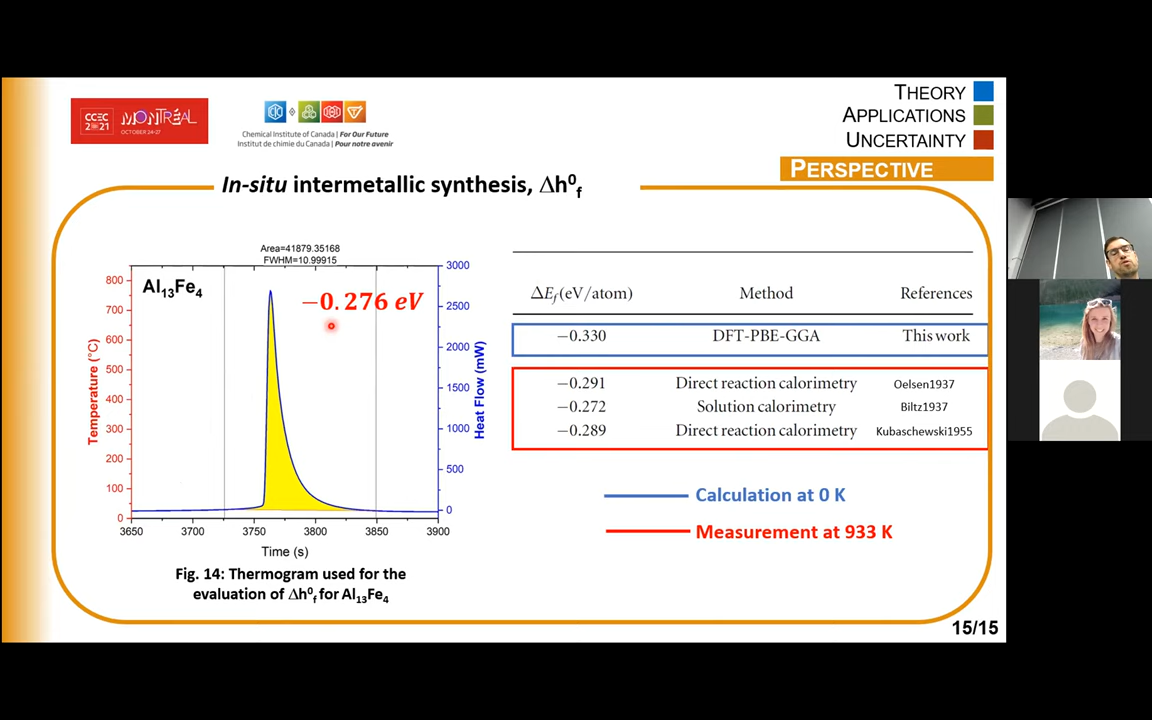 THEORY
APPLICATIONS
UNCERTAINTY
PERSPECTIVE
CCEC 2021 MONTRÉAL
OCTOBER 24-27
Chemical Institute of Canada | For Our Future
Institut de chimie du Canada | Pour notre avenir
In-situ intermetallic synthesis, Δh⁰f
Area=41879.35168
FWHM=10.99915
Al13Fe4
−0.276 eV
Temperature (°C)
800
700
600
500
400
300
200
100
0
3000
2500
2000
1500
1000
500
0
Heat Flow (mW)
3650 3700 3750 3800 3850 3900
Time (s)
Fig. 14: Thermogram used for the
evaluation of Δh⁰f for Al13Fe4
ΔEf(eV/atom) Method References
−0.330 DFT-PBE-GGA This work
−0.291 Direct reaction calorimetry Oelsen1937
−0.272 Solution calorimetry Biltz1937
−0.289 Direct reaction calorimetry Kubaschewski1955
Calculation at 0 K
Measurement at 933 K
15/15